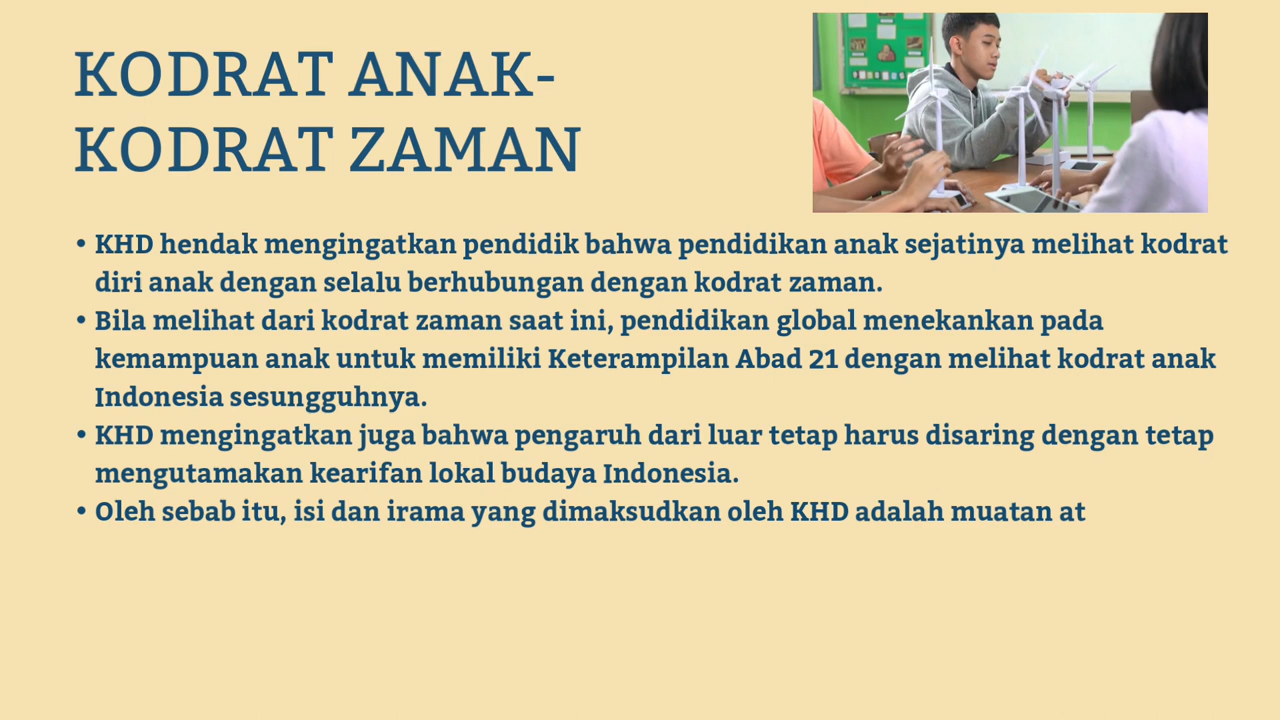 KODRAT ANAK-
KODRAT ZAMAN
• KHD hendak mengingatkan pendidik bahwa pendidikan anak sejatinya melihat kodrat
diri anak dengan selalu berhubungan dengan kodrat zaman.
• Bila melihat dari kodrat zaman saat ini, pendidikan global menekankan pada
kemampuan anak untuk memiliki Keterampilan Abad 21 dengan melihat kodrat anak
Indonesia sesungguhnya.
• KHD mengingatkan juga bahwa pengaruh dari luar tetap harus disaring dengan tetap
mengutamakan kearifan lokal budaya Indonesia.
• Oleh sebab itu, isi dan irama yang dimaksudkan oleh KHD adalah muatan at